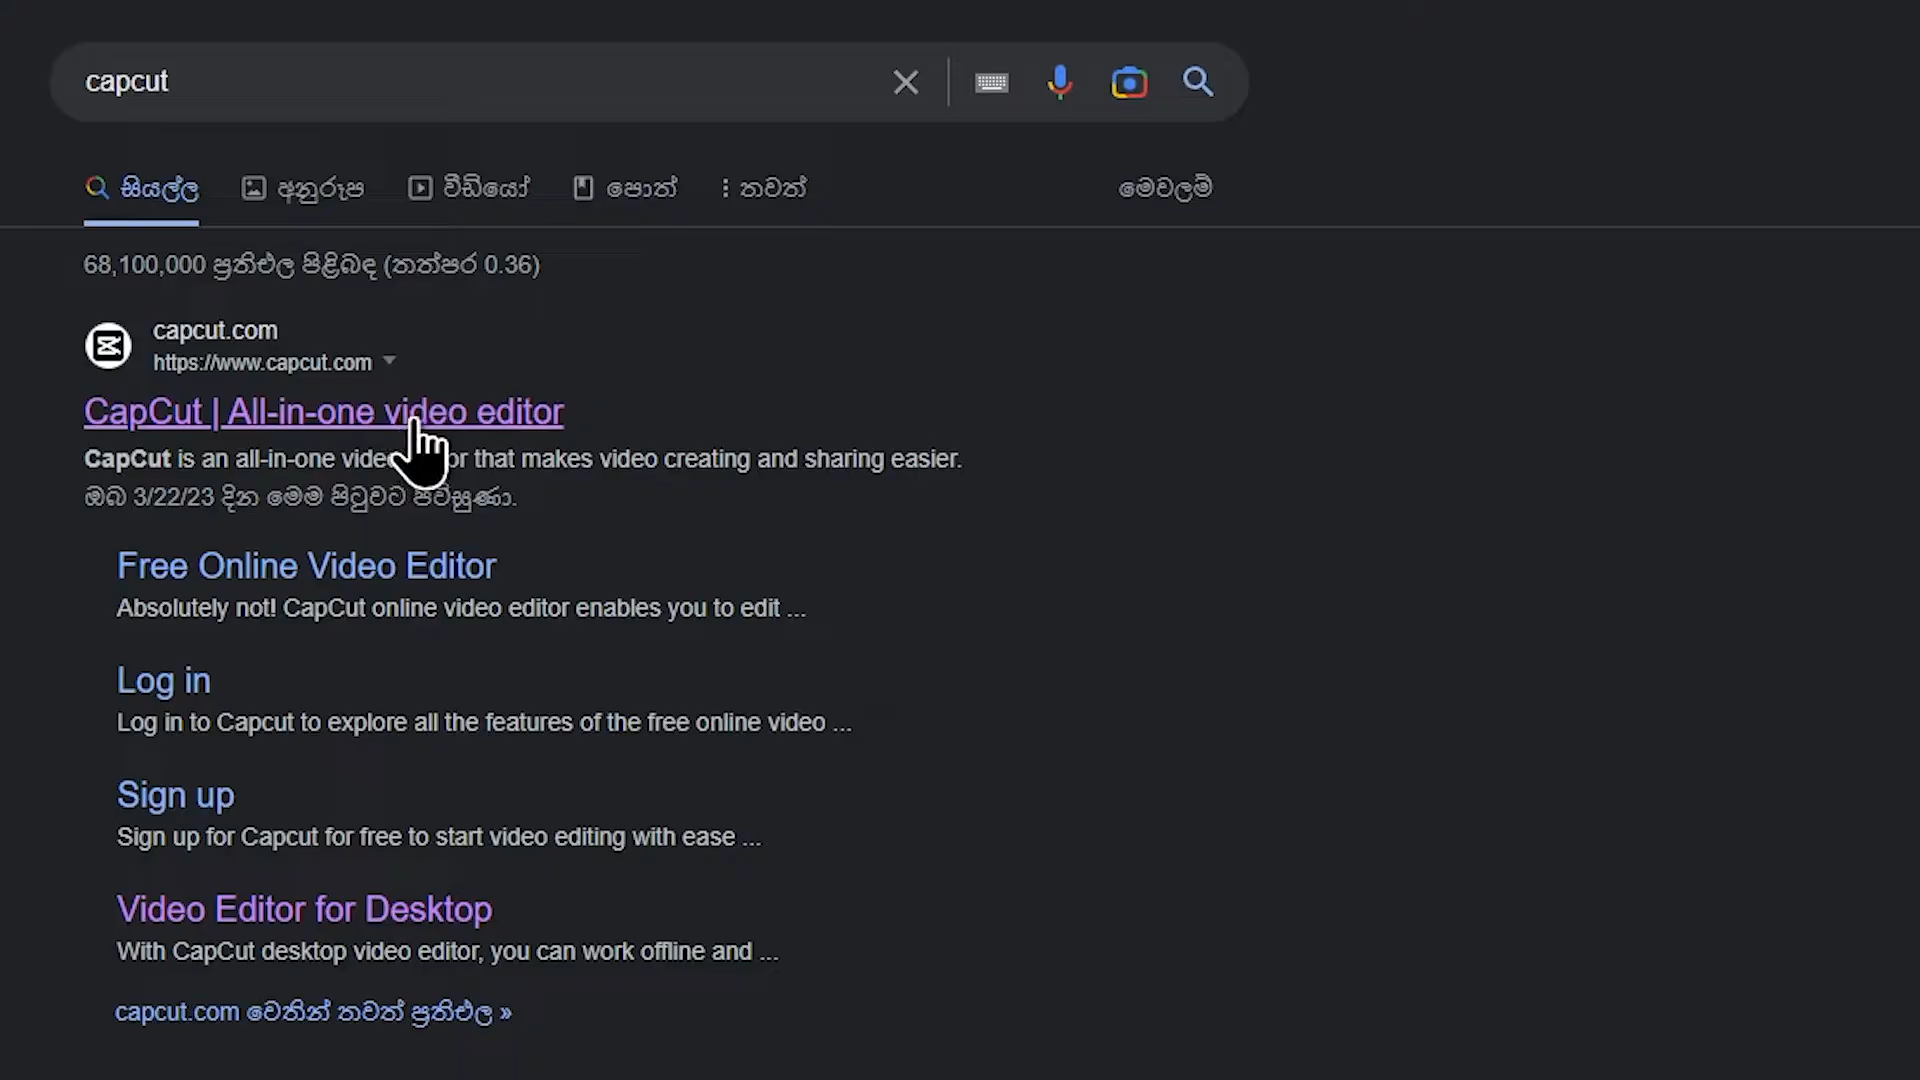 capcut
සියල්ල අනුරූප වීඩියෝ පොත් තවත් මෙවලම්
68,100,000 ප්‍රතිඵල පිළිබඳ (තත්පර 0.36)
capcut.com
https://www.capcut.com
CapCut | All-in-one video editor
CapCut is an all-in-one that makes video creating and sharing easier.
ඔබ 3/22/23 දින මෙම පිටුවට පිවිසුණා.
Free Online Video Editor
Absolutely not! CapCut online video editor enables you to edit ...
Log in
Log in to Capcut to explore all the features of the free online video ...
Sign up
Sign up for Capcut for free to start video editing with ease ...
Video Editor for Desktop
With CapCut desktop video editor, you can work offline and ...
capcut.com වෙතින් තවත් ප්‍රතිඵල »